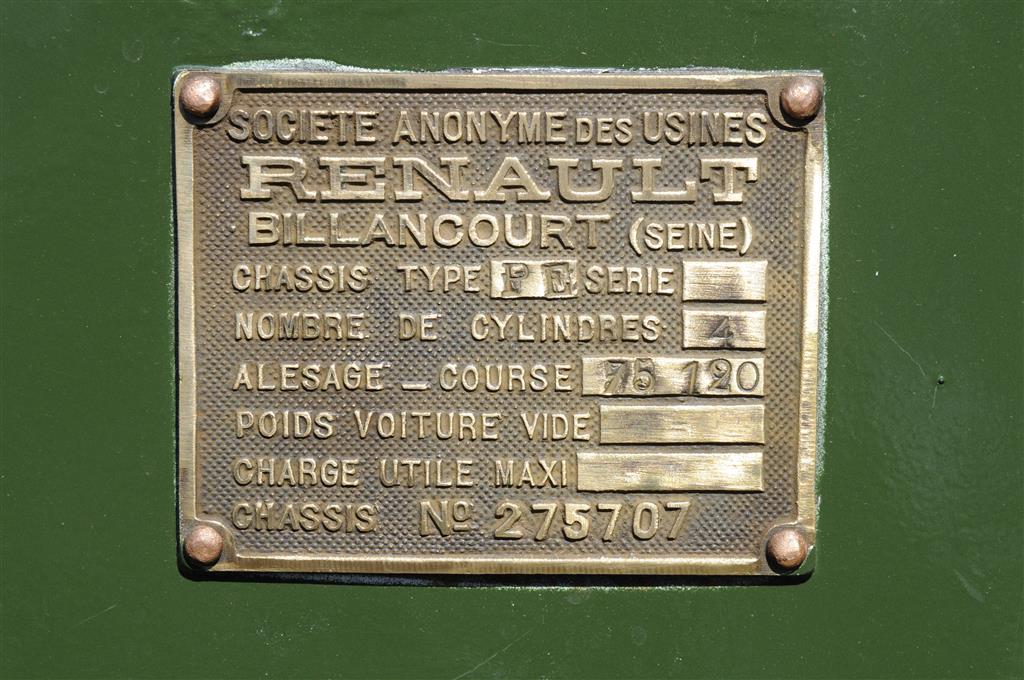 SOCIETE ANONYME DES USINES
RENAULT
BILLANCOURT (SEINE)
CHASSIS TYPE PE SERIE
NOMBRE DE CYLINDRES 4
ALESAGE _ COURSE 75 120
POIDS VOITURE VIDE
CHARGE UTILE MAXI
CHASSIS Nº 275707